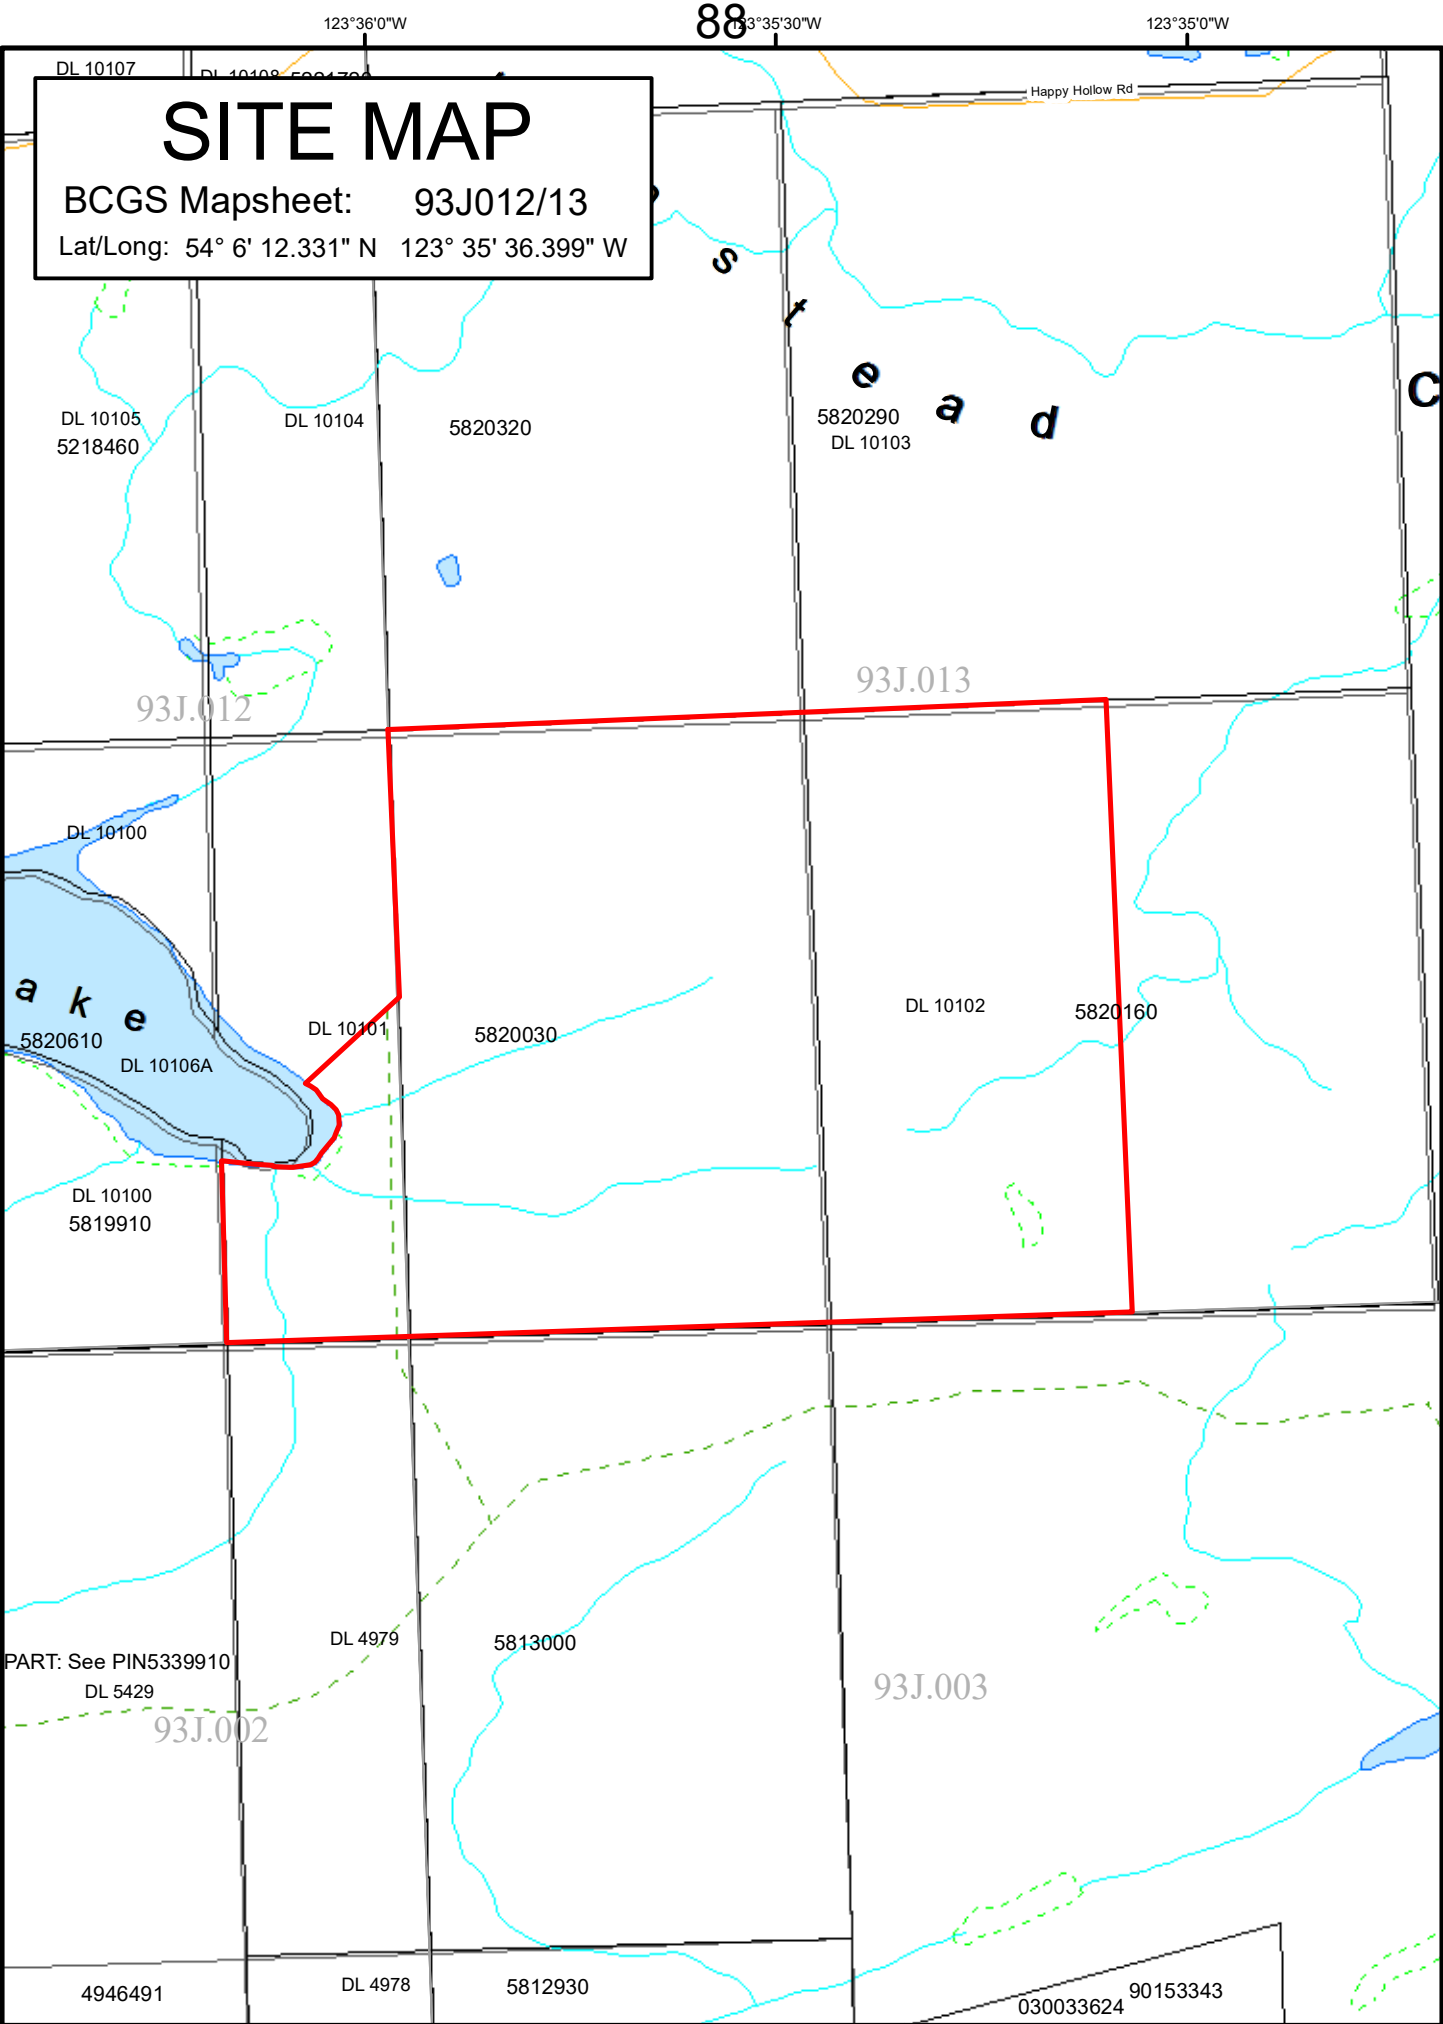 88
123°36'0"W
123°35'30"W
123°35'0"W
DL 10107
DL 10108
Happy Hollow Rd
SITE MAP
BCGS Mapsheet: 93J012/13
Lat/Long: 54° 6' 12.331" N 123° 35' 36.399" W
s t e a d
C
DL 10105
5218460
DL 10104
5820320
5820290
DL 10103
93J.012
93J.013
DL 10100
a k e
5820610
DL 10106A
DL 10101
5820030
DL 10102
5820160
DL 10100
5819910
DL 4979
5813000
PART: See PIN5339910
DL 5429
93J.002
93J.003
4946491
DL 4978
5812930
030033624
90153343